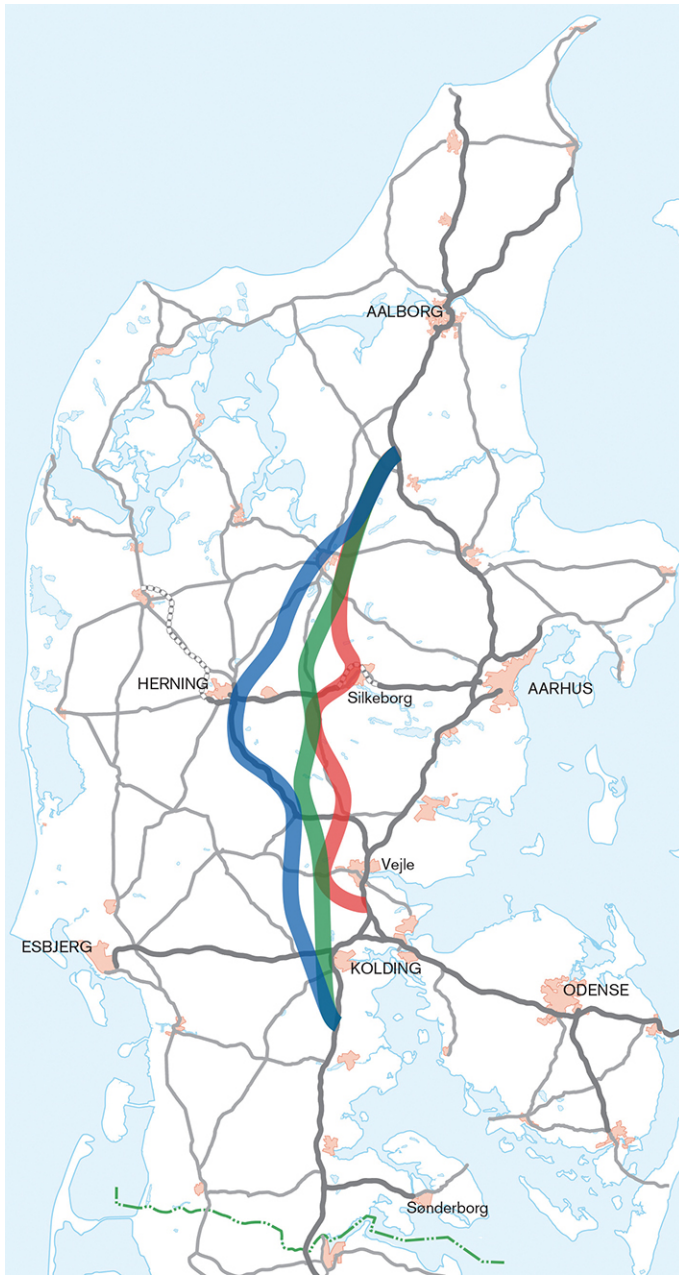 AALBORG
HERNING
Silkeborg
AARHUS
Vejle
ESBJERG
KOLDING
ODENSE
Sønderborg